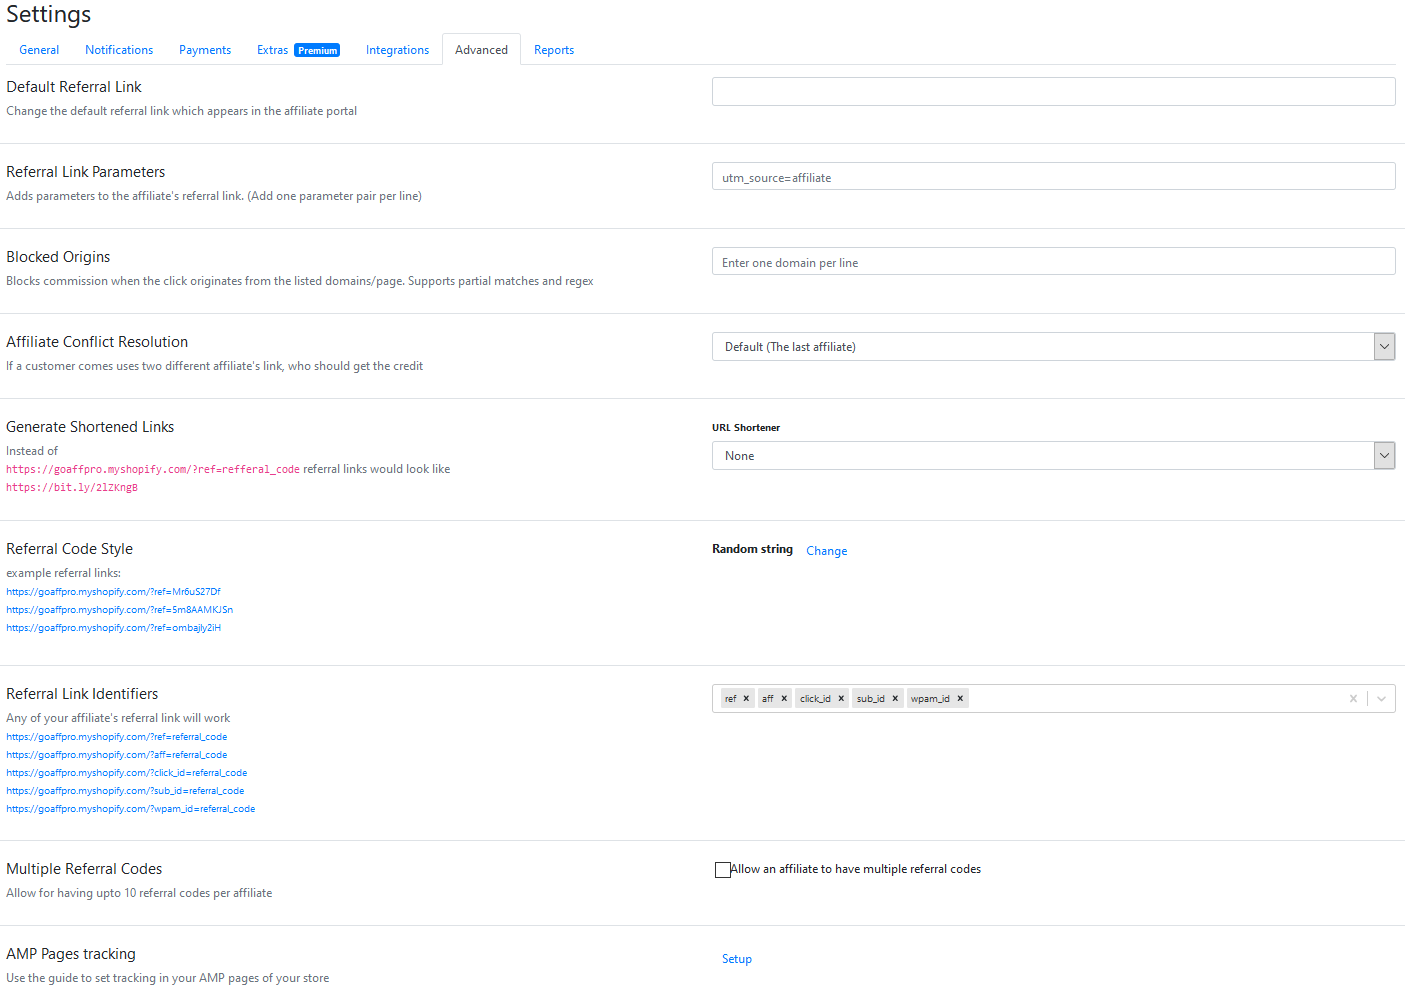 Settings
General Notifications Payments Extras Premium Integrations Advanced Reports
Default Referral Link
Change the default referral link which appears in the affiliate portal
Referral Link Parameters
utm_source=affiliate
Adds parameters to the affiliate's referral link. (Add one parameter pair per line)
Blocked Origins
Enter one domain per line
Blocks commission when the click originates from the listed domains/page. Supports partial matches and regex
Affiliate Conflict Resolution
Default (The last affiliate)
If a customer comes uses two different affiliate's link, who should get the credit
Generate Shortened Links
URL Shortener
Instead of
None
https://goaffpro.myshopify.com/?ref=refferal_code referral links would look like
https://bit.ly/2lZKngB
Referral Code Style
Random string Change
example referral links:
https://goaffpro.myshopify.com/?ref=Mr6uS27Df
https://goaffpro.myshopify.com/?ref=5m8AAMKJSn
https://goaffpro.myshopify.com/?ref=ombajly2iH
Referral Link Identifiers
ref × aff × click_id × sub_id × wpam_id ×
Any of your affiliate's referral link will work
https://goaffpro.myshopify.com/?ref=referral_code
https://goaffpro.myshopify.com/?aff=referral_code
https://goaffpro.myshopify.com/?click_id=referral_code
https://goaffpro.myshopify.com/?sub_id=referral_code
https://goaffpro.myshopify.com/?wpam_id=referral_code
Multiple Referral Codes
Allow an affiliate to have multiple referral codes
Allow for having upto 10 referral codes per affiliate
AMP Pages tracking
Setup
Use the guide to set tracking in your AMP pages of your store